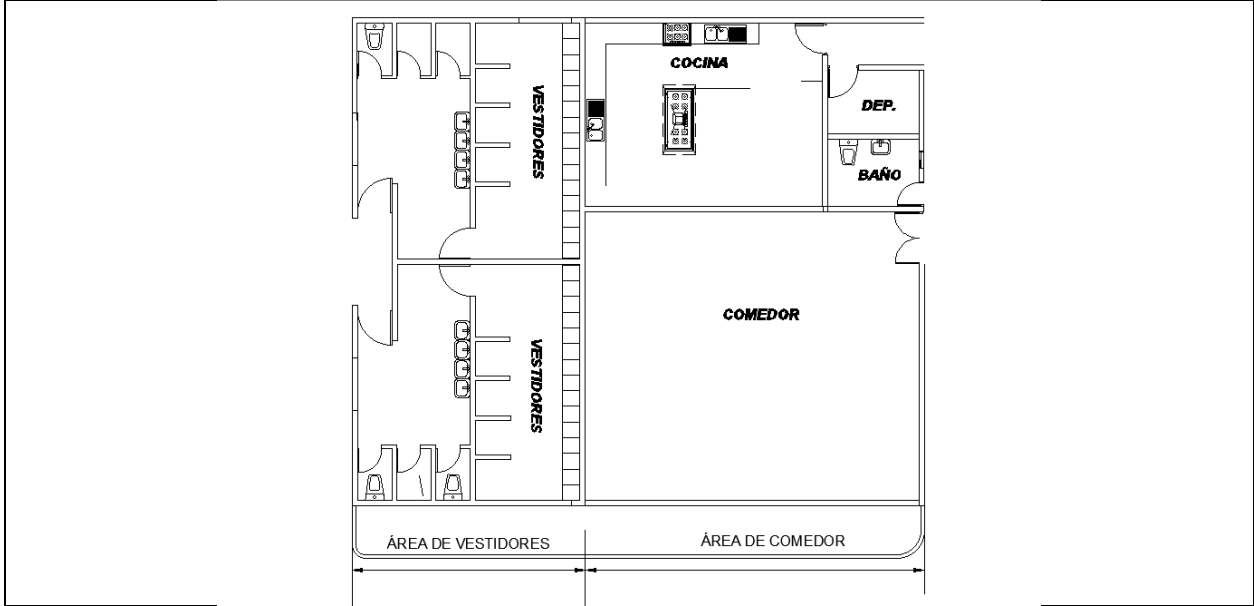 COCINA
VESTIDORES
DEP.
BAÑO
COMEDOR
VESTIDORES
ÁREA DE VESTIDORES
ÁREA DE COMEDOR